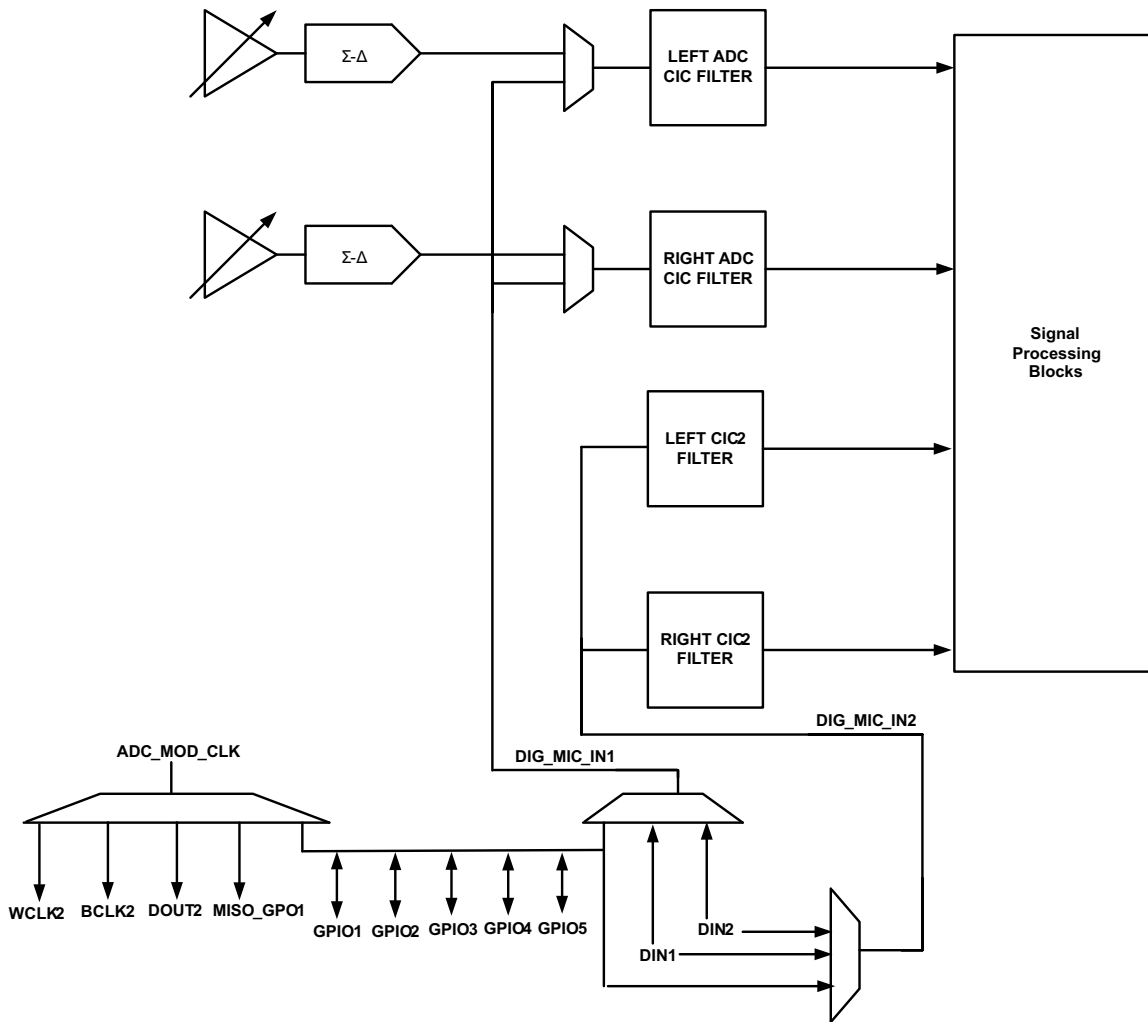 Σ-Δ
LEFT ADC
CIC FILTER
Σ-Δ
RIGHT ADC
CIC FILTER
Signal
Processing
Blocks
LEFT CIC2
FILTER
RIGHT CIC2
FILTER
DIG_MIC_IN2
ADC_MOD_CLK
DIG_MIC_IN1
WCLK2
BCLK2
DOUT2
MISO_GPO1
GPIO1
GPIO2
GPIO3
GPIO4
GPIO5
DIN2
DIN1